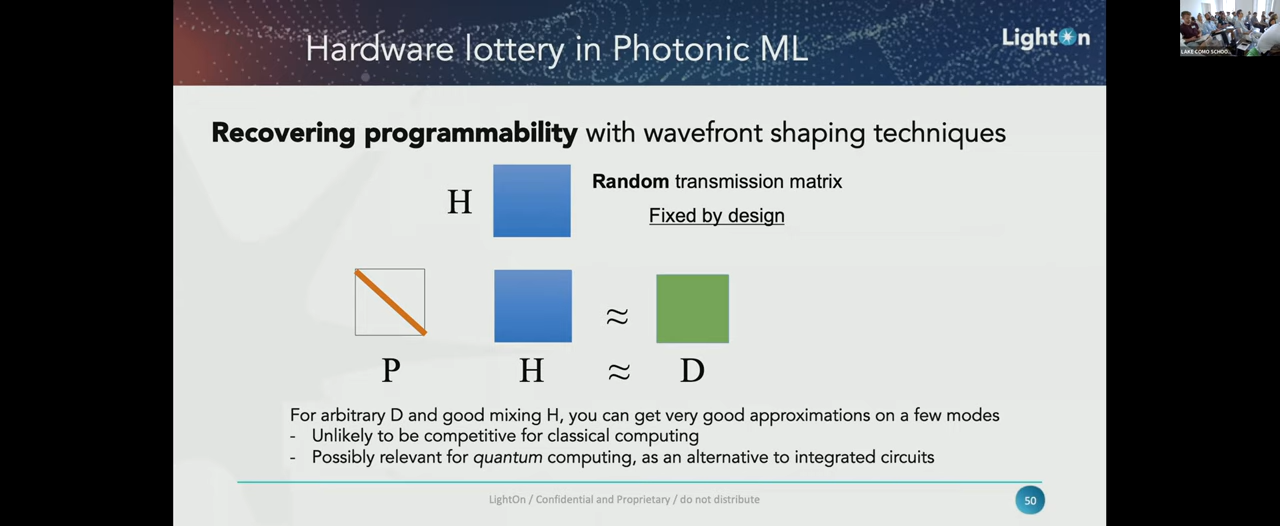 Hardware lottery in Photonic ML
LightOn
LAKE COMO SCHOO...
Recovering programmability with wavefront shaping techniques
H
Random transmission matrix
Fixed by design
≈
P H ≈ D
For arbitrary D and good mixing H, you can get very good approximations on a few modes
- Unlikely to be competitive for classical computing
- Possibly relevant for quantum computing, as an alternative to integrated circuits
LightOn / Confidential and Proprietary / do not distribute
50